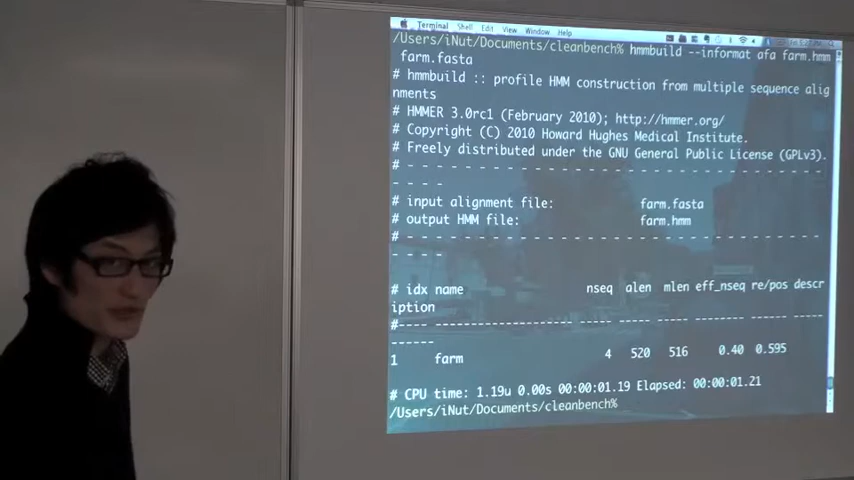 Terminal Shell Edit View Window Help
/Users/iNut/Documents/cleanbench% hmmbuild --informat afa farm.hmm
farm.fasta
# hmmbuild :: profile HMM construction from multiple sequence alig
nments
# HMMER 3.0rc1 (February 2010); http://hmmer.org/
# Copyright (C) 2010 Howard Hughes Medical Institute.
# Freely distributed under the GNU General Public License (GPLv3).
# - - - - - - - - - - - - - - - - - - - - - - - - - - - - - - - -
- - - -
# input alignment file: farm.fasta
# output HMM file: farm.hmm
# - - - - - - - - - - - - - - - - - - - - - - - - - - - - - - - -
- - - -
# idx name nseq alen mlen eff_nseq re/pos descr
iption
#---- -------------------- ----- ----- ----- -------- ------ -----
------
1 farm 4 520 516 0.40 0.595
# CPU time: 1.19u 0.00s 00:00:01.19 Elapsed: 00:00:01.21
/Users/iNut/Documents/cleanbench%